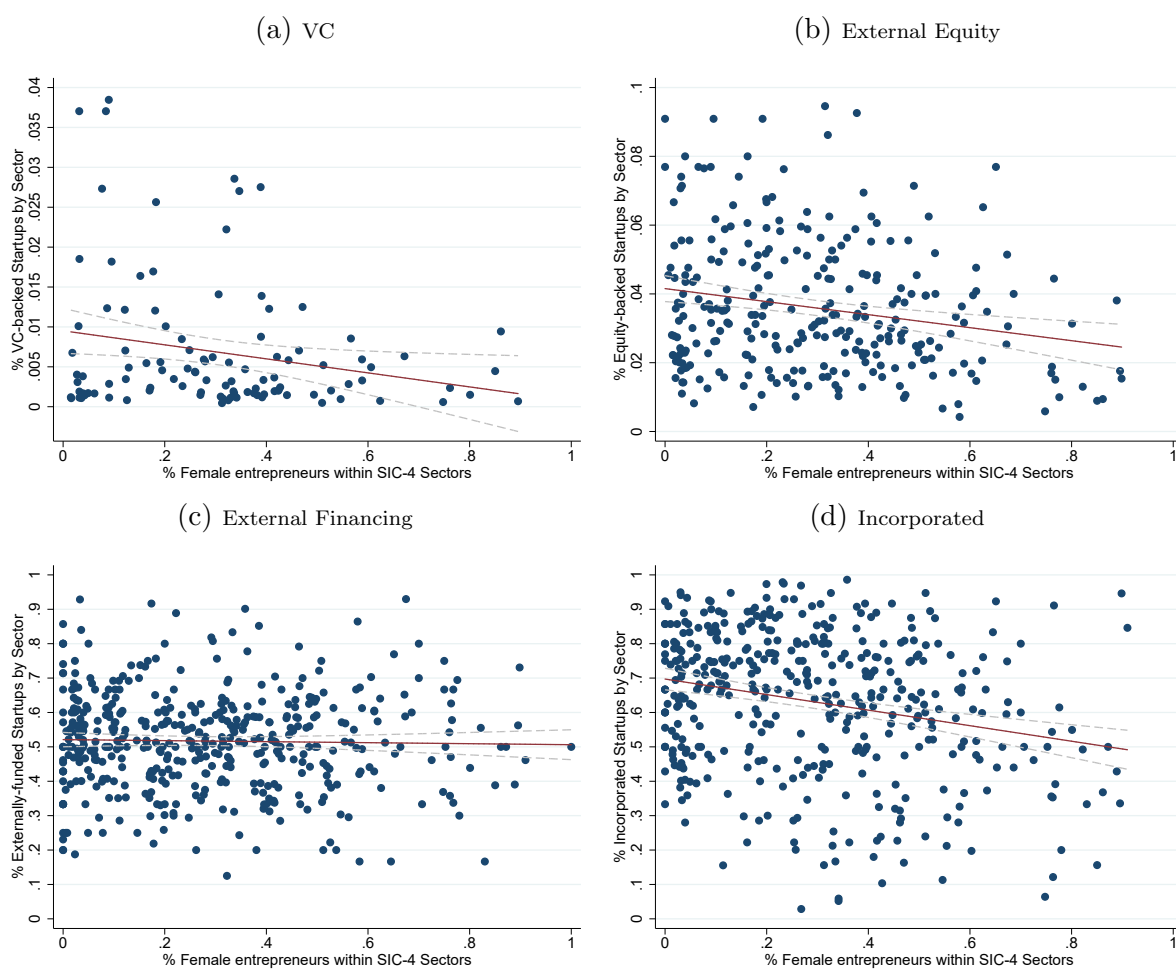 (a) VC
% VC-backed Startups by Sector
.04
.035
.03
.025
.02
.015
.01
.005
0
0 .2 .4 .6 .8 1
% Female entrepreneurs within SIC-4 Sectors
(b) External Equity
% Equity-backed Startups by Sector
.1
.08
.06
.04
.02
0
0 .2 .4 .6 .8 1
% Female entrepreneurs within SIC-4 Sectors
(c) External Financing
% Externally-funded Startups by Sector
1
.9
.8
.7
.6
.5
.4
.3
.2
.1
0
0 .2 .4 .6 .8 1
% Female entrepreneurs within SIC-4 Sectors
(d) Incorporated
% Incorporated Startups by Sector
1
.9
.8
.7
.6
.5
.4
.3
.2
.1
0
0 .2 .4 .6 .8 1
% Female entrepreneurs within SIC-4 Sectors